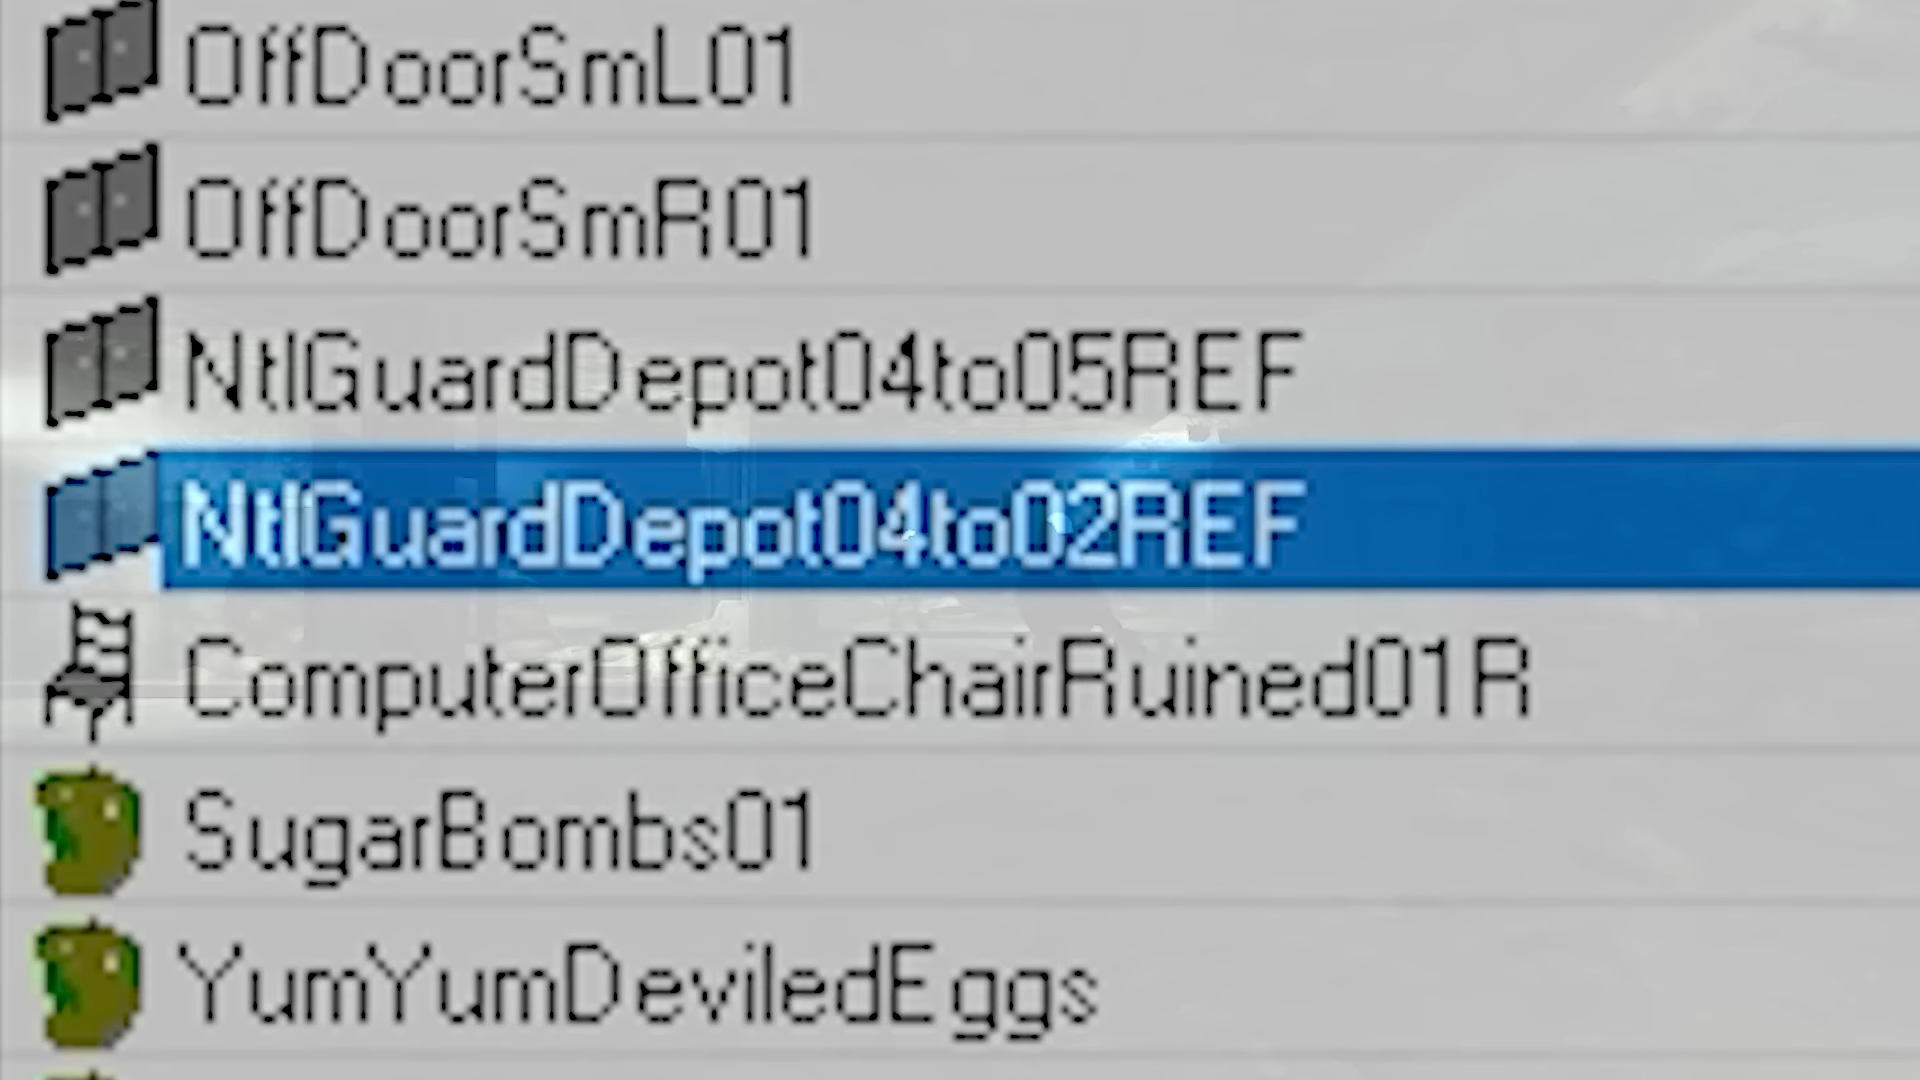 OffDoorSmL01
OffDoorSmR01
NtlGuardDepot04to05REF
NtlGuardDepot04to02REF
ComputerOfficeChairRuined01R
SugarBombs01
YumYumDeviledEggs